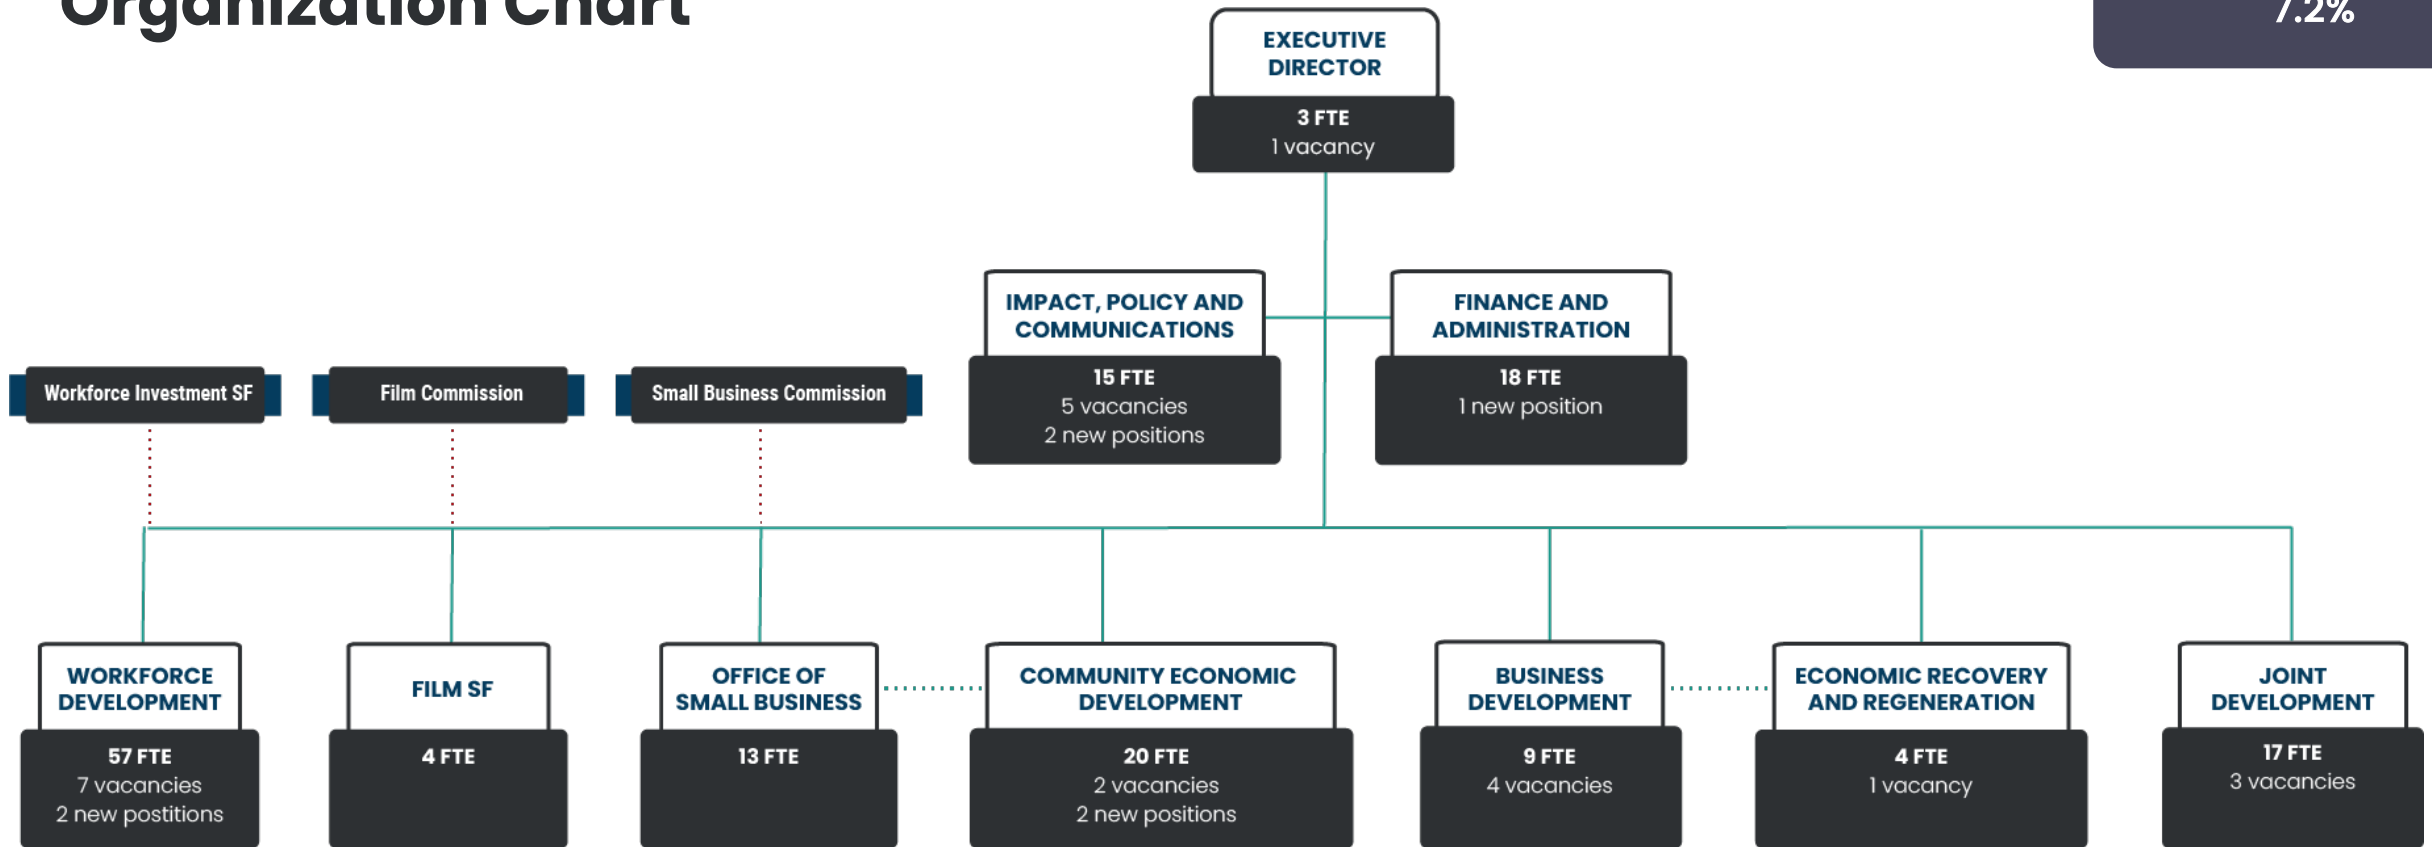 Organization Chart
7.2%
EXECUTIVE
DIRECTOR
3 FTE
1 vacancy
IMPACT, POLICY AND
COMMUNICATIONS
15 FTE
5 vacancies
2 new positions
FINANCE AND
ADMINISTRATION
18 FTE
1 new position
Workforce Investment SF
Film Commission
Small Business Commission
WORKFORCE
DEVELOPMENT
57 FTE
7 vacancies
2 new postitions
FILM SF
4 FTE
OFFICE OF
SMALL BUSINESS
13 FTE
COMMUNITY ECONOMIC
DEVELOPMENT
20 FTE
2 vacancies
2 new positions
BUSINESS
DEVELOPMENT
9 FTE
4 vacancies
ECONOMIC RECOVERY
AND REGENERATION
4 FTE
1 vacancy
JOINT
DEVELOPMENT
17 FTE
3 vacancies